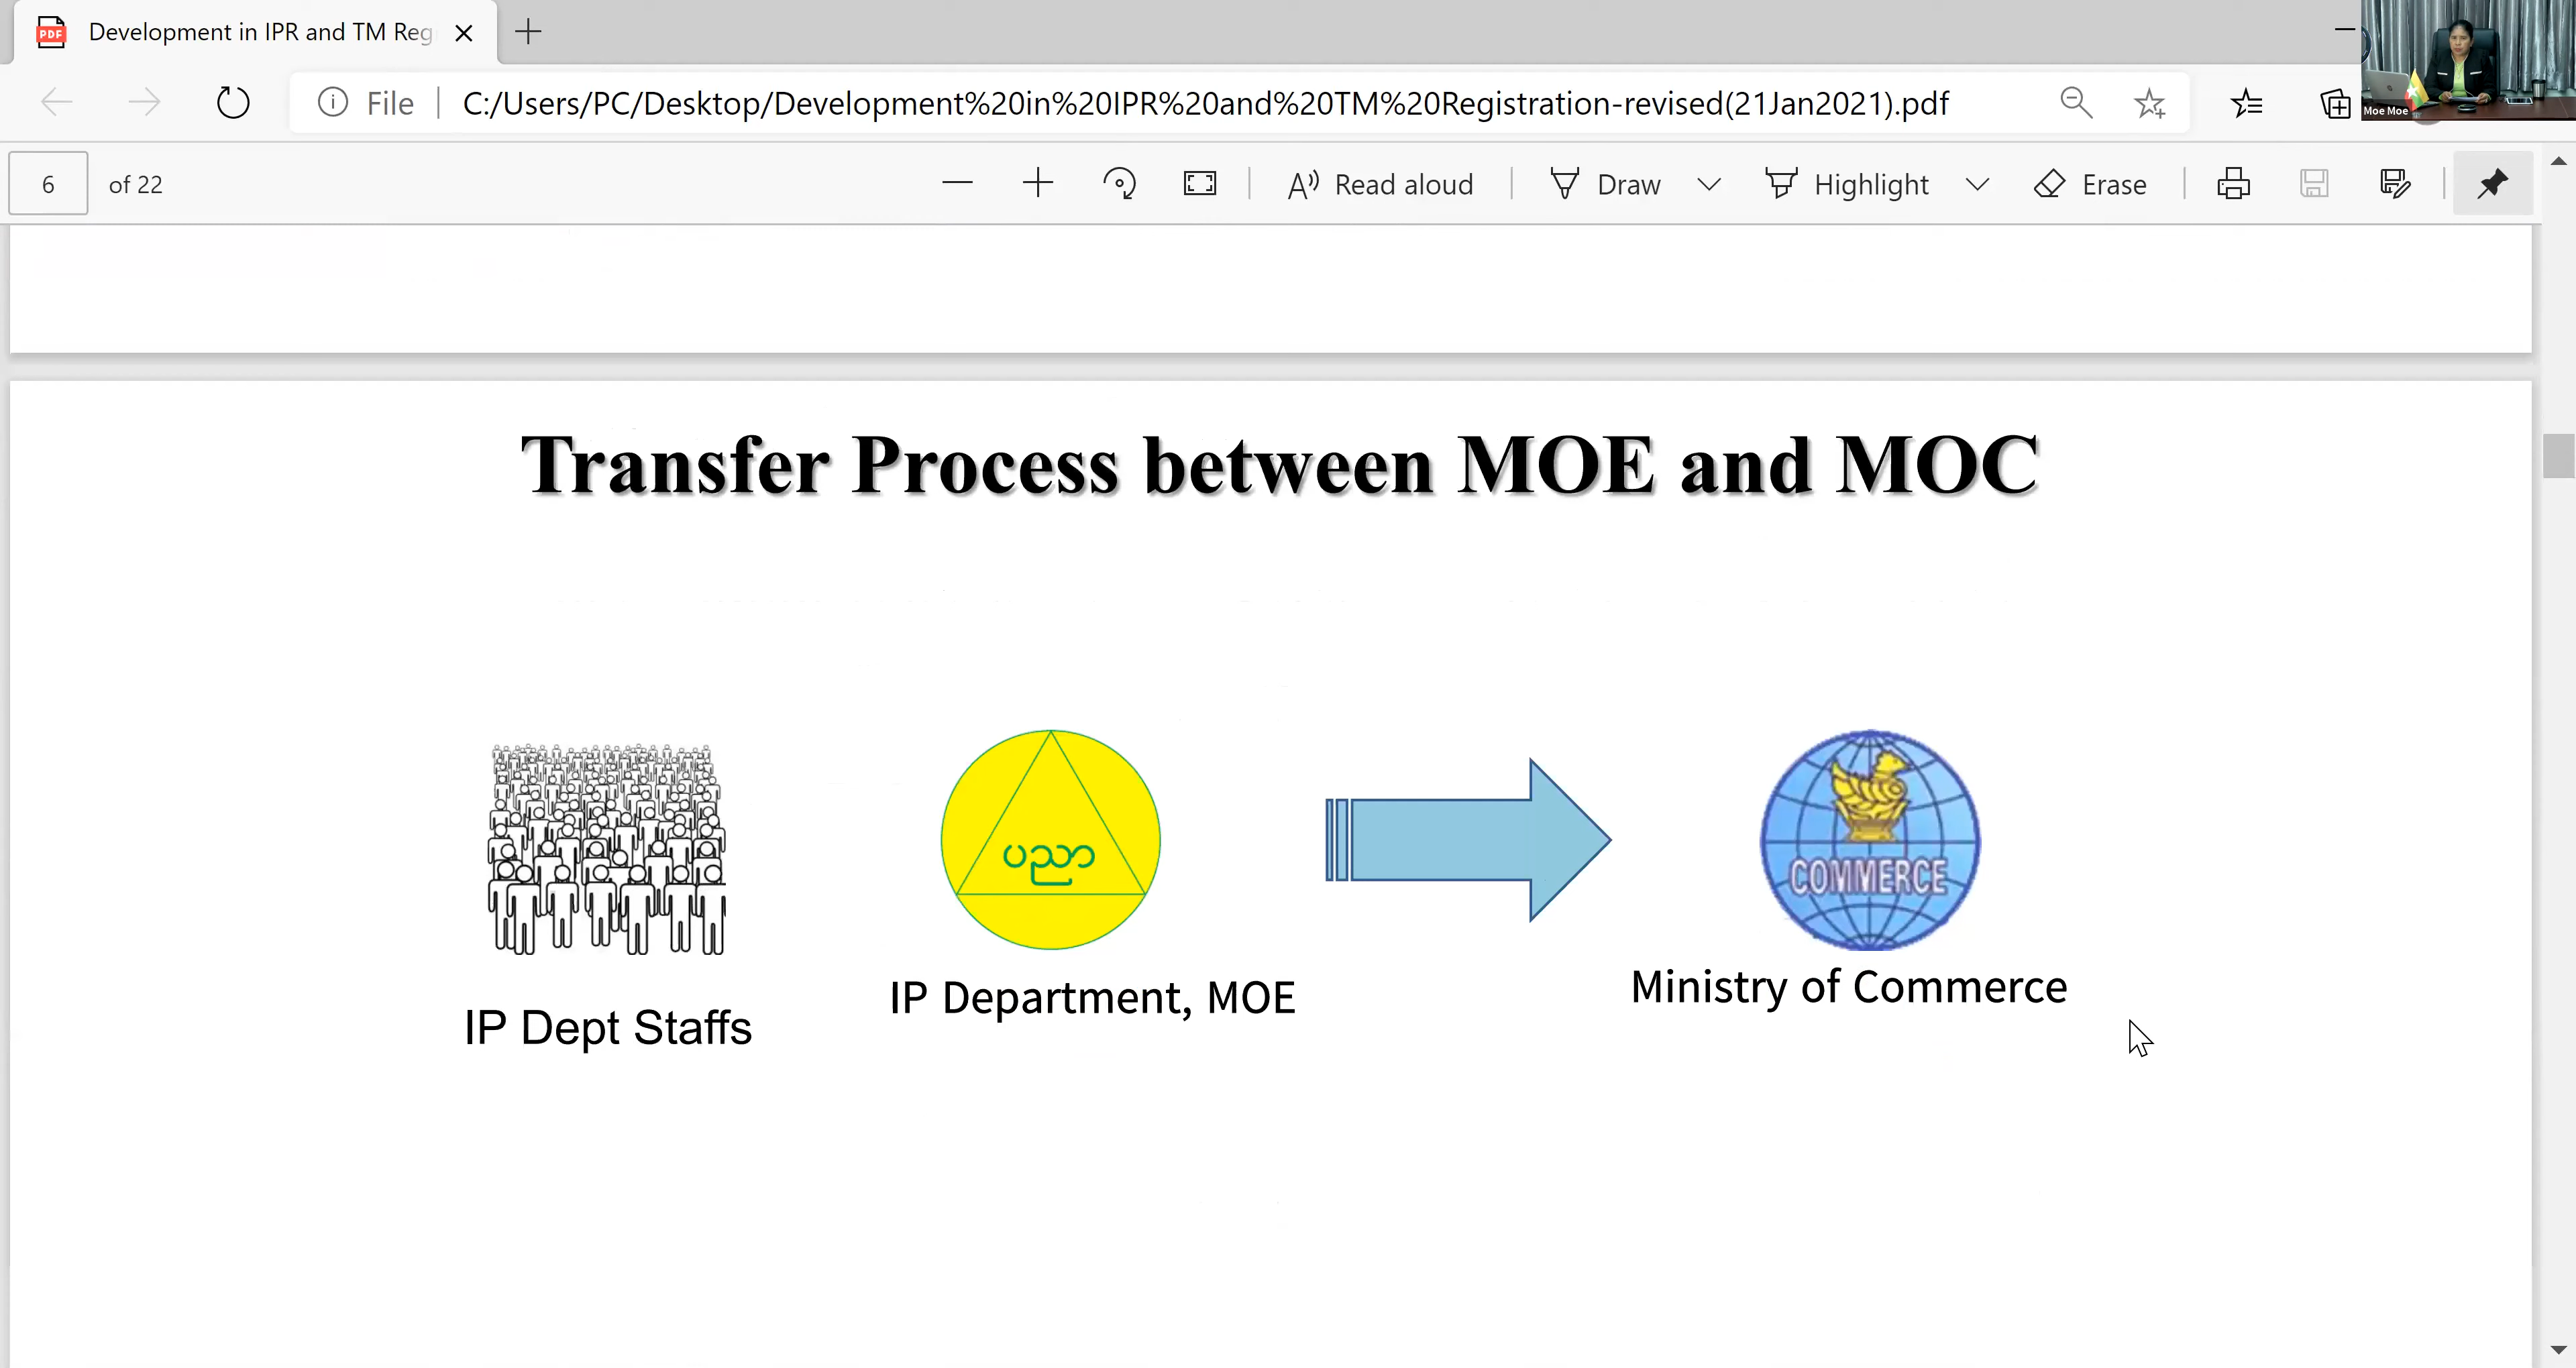 Development in IPR and TM Reg
File
C:/Users/PC/Desktop/Development%20in%20IPR%20and%20TM%20Registration-revised(21Jan2021).pdf
Moe Moe
6 of 22
Read aloud
Draw
Highlight
Erase
Transfer Process between MOE and MOC
ပညာ
COMMERCE
IP Dept Staffs
IP Department, MOE
Ministry of Commerce